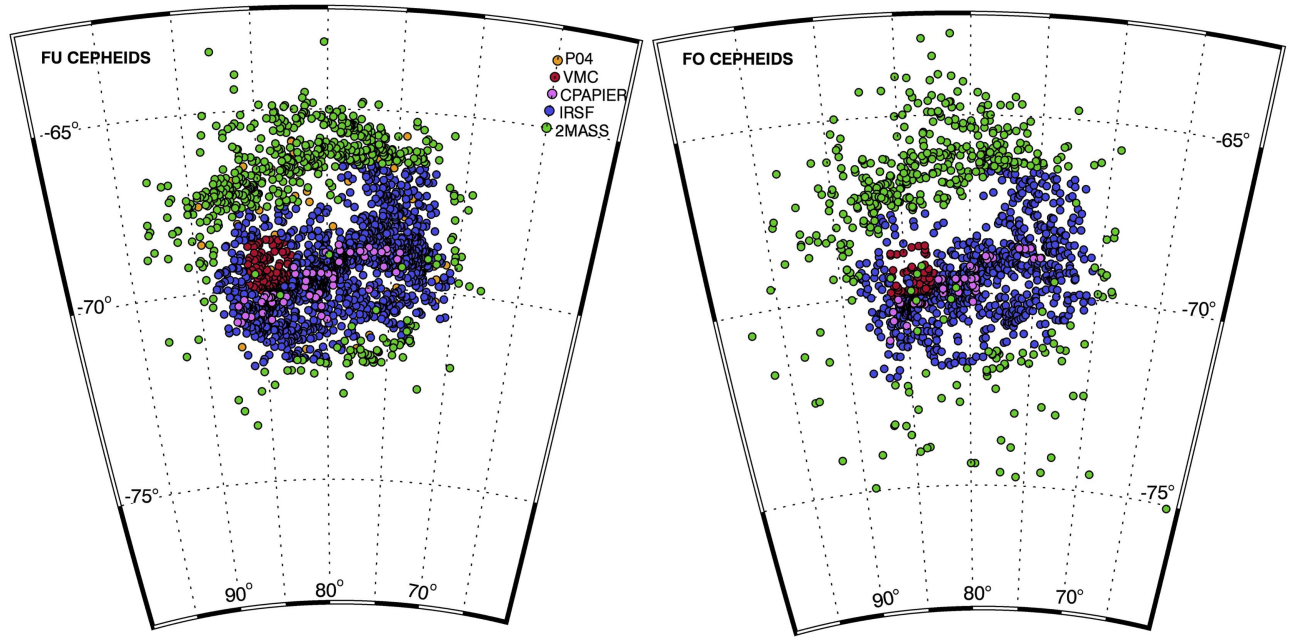 FU CEPHEIDS
P04
VMC
CPAPIER
IRSF
2MASS
-65°
-70°
-75°
90°
80°
70°
FO CEPHEIDS
-65°
-70°
-75°
90°
80°
70°